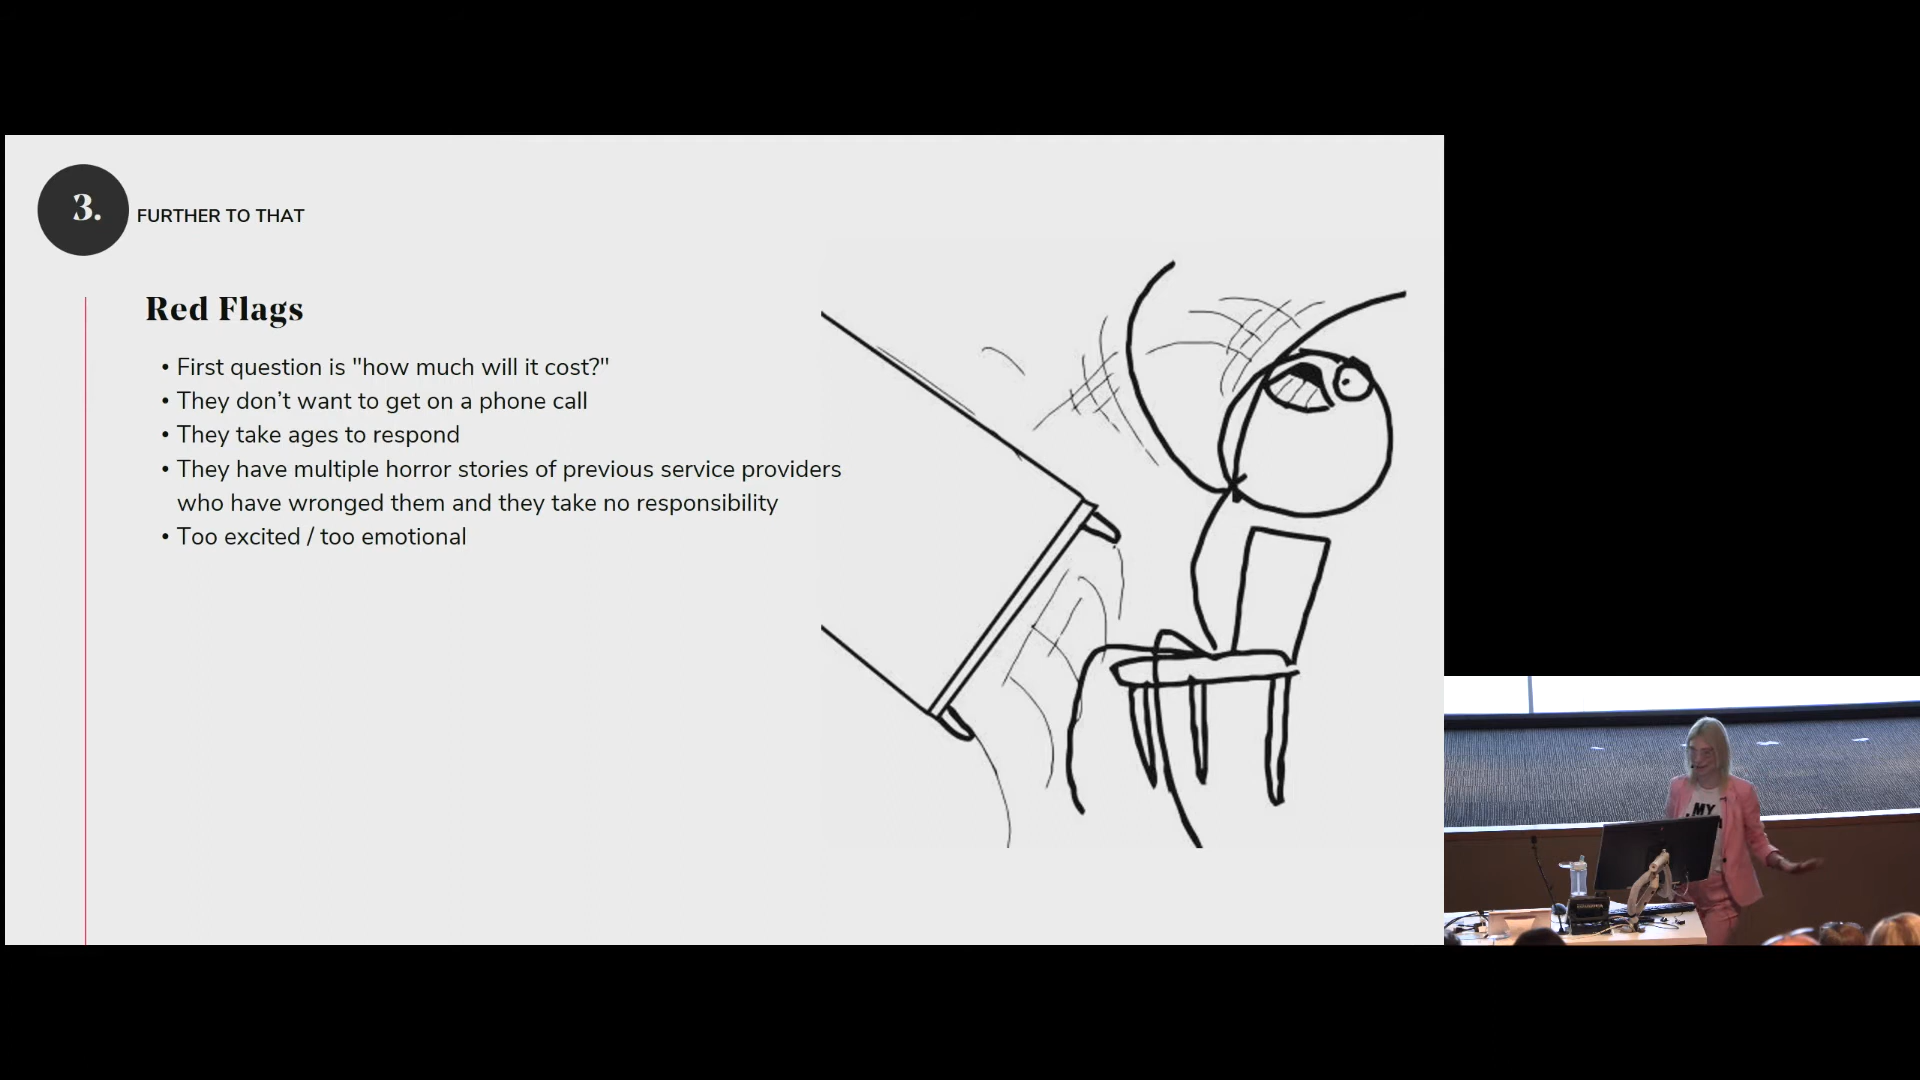 3.
FURTHER TO THAT
Red Flags
• First question is "how much will it cost?"
• They don’t want to get on a phone call
• They take ages to respond
• They have multiple horror stories of previous service providers
who have wronged them and they take no responsibility
• Too excited / too emotional
MY